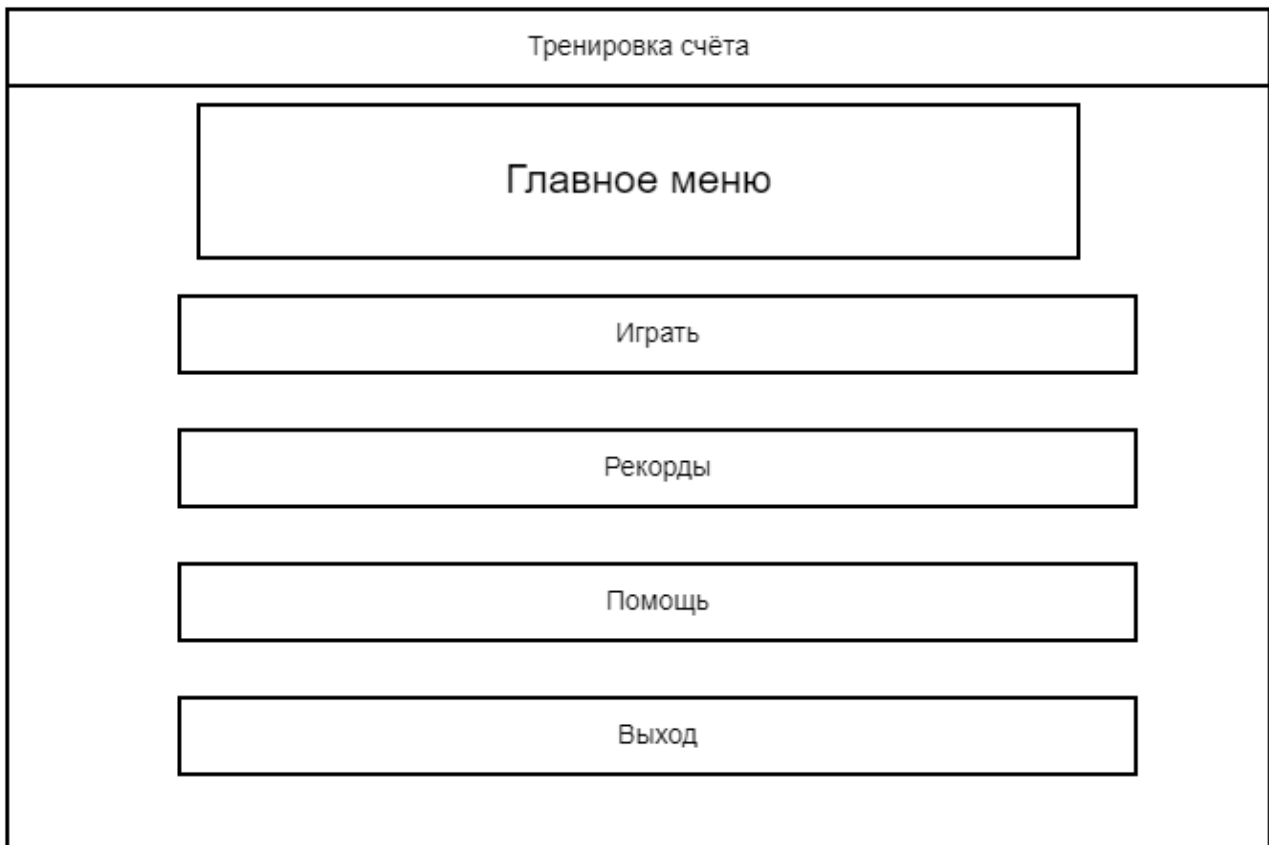 Тренировка счёта
Главное меню
Играть
Рекорды
Помощь
Выход